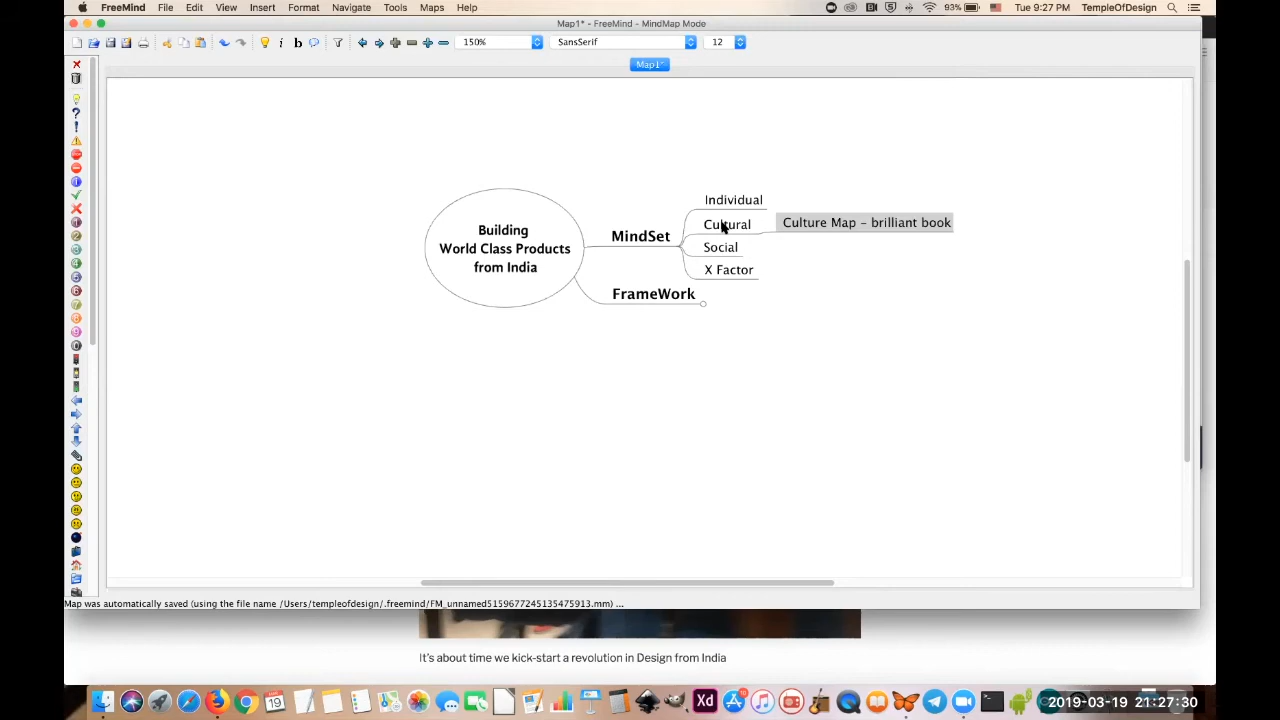 FreeMind File Edit View Insert Format Navigate Tools Maps Help
93% Tue 9:27 PM TempleOfDesign
Map1* - FreeMind - MindMap Mode
150% SansSerif 12
Map1*
Individual
Building
World Class Products
from India
MindSet
Cultural
Culture Map - brilliant book
Social
X Factor
FrameWork
Map was automatically saved (using the file name /Users/templeofdesign/.freemind/FM_unnamed5159677245135475913.mm) ...
It's about time we kick-start a revolution in Design from India
19
Xd
2019-03-19 21:27:30